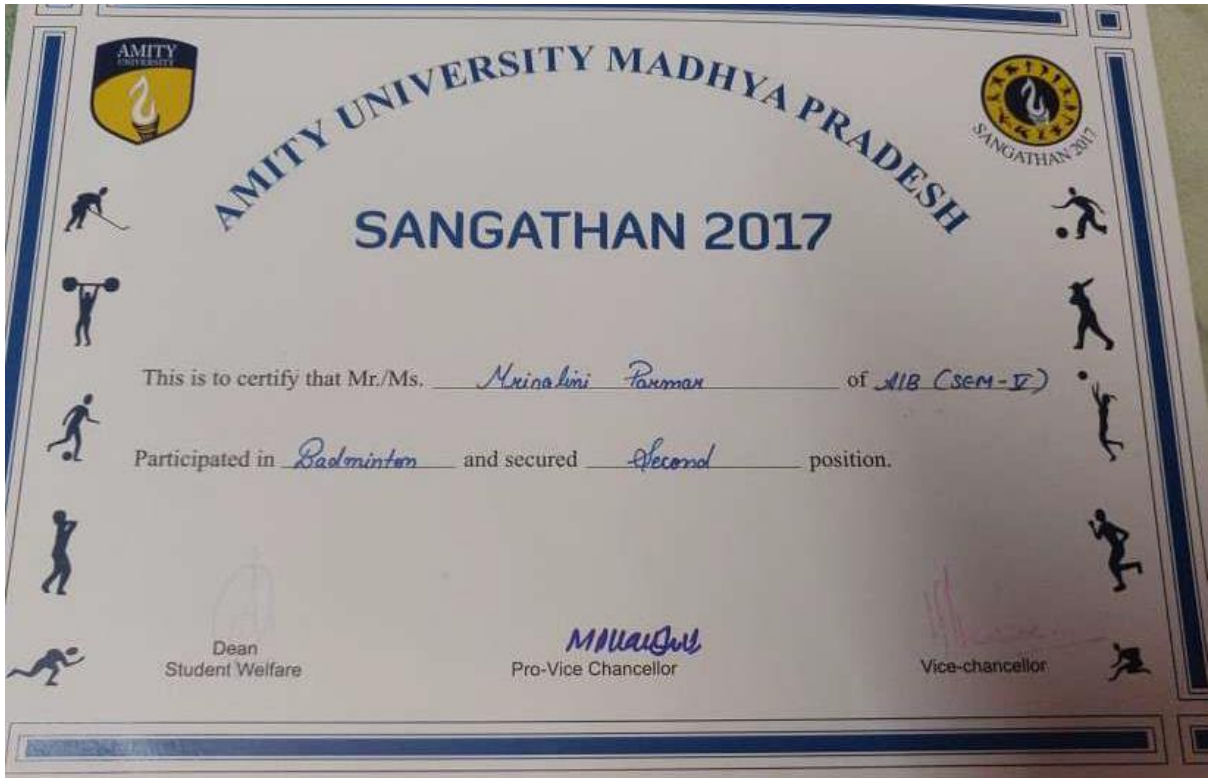 AMITY
UNIVERSITY
AMITY UNIVERSITY MADHYA PRADESH
SANGATHAN 2017
SANGATHAN 2017
This is to certify that Mr./Ms. Mrinalini Parmar of AIB (SEM-V)
Participated in Badminton and secured Second position.
Dean
Student Welfare
Pro-Vice Chancellor
Vice-chancellor